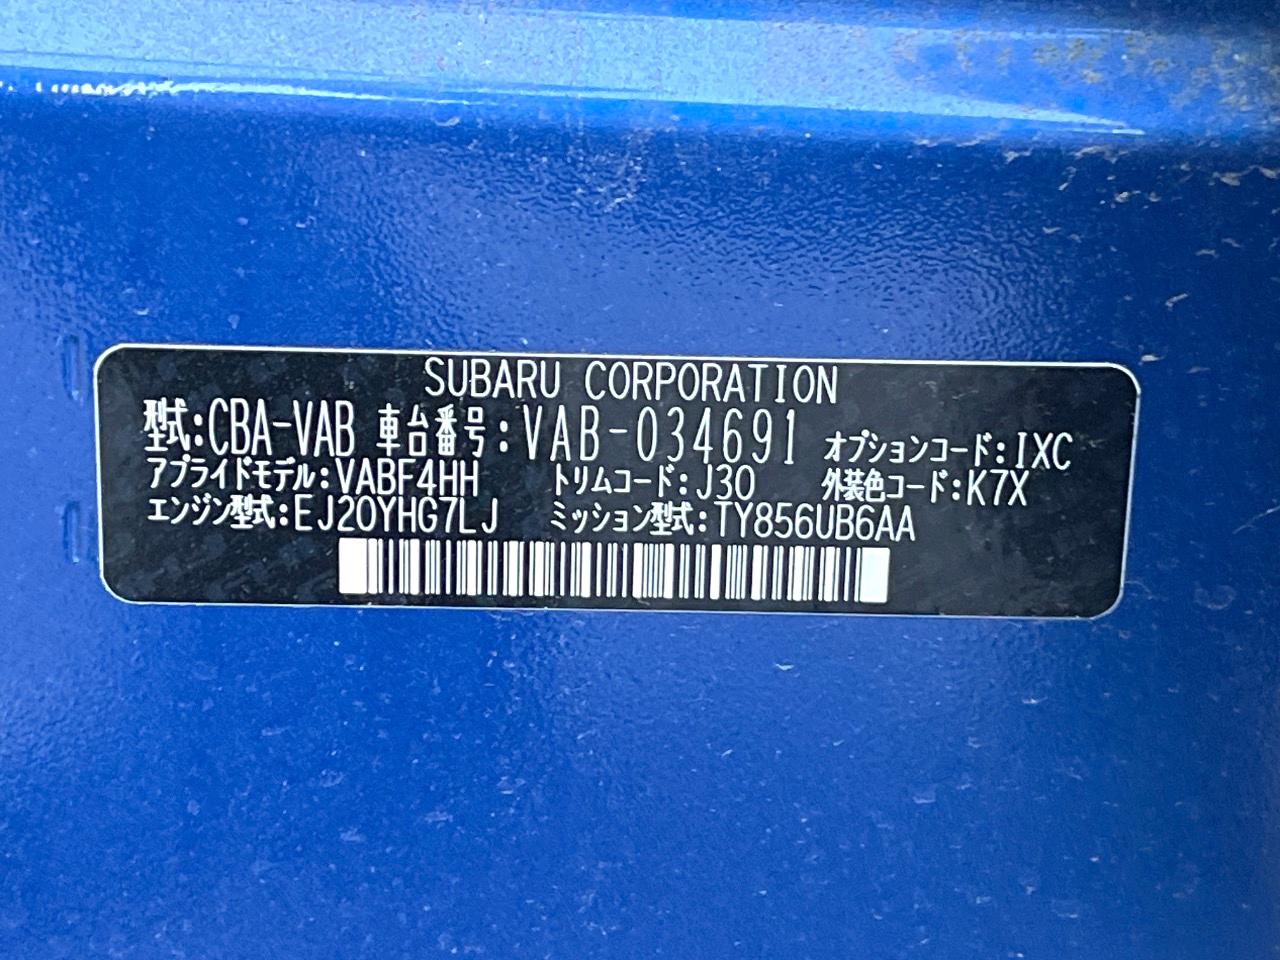 SUBARU CORPORATION
型式:CBA-VAB 車台番号:VAB-034691 オプションコード:IXC
アプライドモデル:VABF4HH トリムコード:J30 外装色コード:K7X
エンジン型式:EJ20YHG7LJ ミッション型式:TY856UB6AA